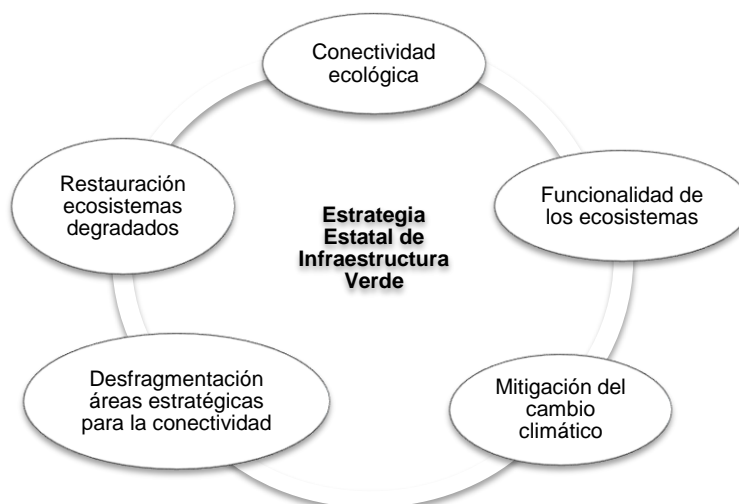 Conectividad
ecológica
Restauración
ecosistemas
degradados
Funcionalidad de
los ecosistemas
Estrategia
Estatal de
Infraestructura
Verde
Desfragmentación
áreas estratégicas
para la conectividad
Mitigación del
cambio
climático